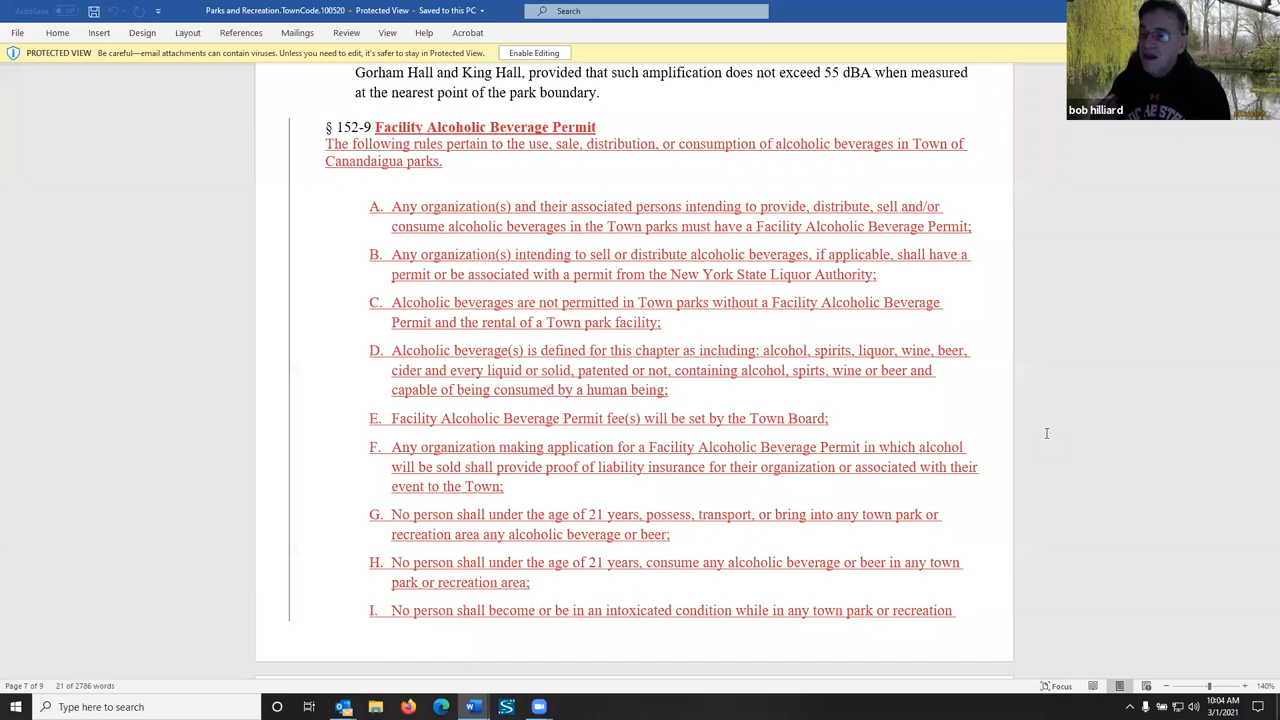 AutoSave Off
Parks and Recreation.TownCode.100520 - Protected View • Saved to this PC
Search
File Home Insert Draw Design Layout References Mailings Review View Help Acrobat
PROTECTED VIEW Be careful—email attachments can contain viruses. Unless you need to edit, it's safer to stay in Protected View. Enable Editing
bob hilliard
Gorham Hall and King Hall, provided that such amplification does not exceed 55 dBA when measured
at the nearest point of the park boundary.
§ 152-9 Facility Alcoholic Beverage Permit
The following rules pertain to the use, sale, distribution, or consumption of alcoholic beverages in Town of
Canandaigua parks.
A. Any organization(s) and their associated persons intending to provide, distribute, sell and/or
consume alcoholic beverages in the Town parks must have a Facility Alcoholic Beverage Permit;
B. Any organization(s) intending to sell or distribute alcoholic beverages, if applicable, shall have a
permit or be associated with a permit from the New York State Liquor Authority;
C. Alcoholic beverages are not permitted in Town parks without a Facility Alcoholic Beverage
Permit and the rental of a Town park facility;
D. Alcoholic beverage(s) is defined for this chapter as including: alcohol, spirits, liquor, wine, beer,
cider and every liquid or solid, patented or not, containing alcohol, spirts, wine or beer and
capable of being consumed by a human being;
E. Facility Alcoholic Beverage Permit fee(s) will be set by the Town Board;
F. Any organization making application for a Facility Alcoholic Beverage Permit in which alcohol
will be sold shall provide proof of liability insurance for their organization or associated with their
event to the Town;
G. No person shall under the age of 21 years, possess, transport, or bring into any town park or
recreation area any alcoholic beverage or beer;
H. No person shall under the age of 21 years, consume any alcoholic beverage or beer in any town
park or recreation area;
I. No person shall become or be in an intoxicated condition while in any town park or recreation
Page 7 of 9 21 of 2786 words Focus 140%
Type here to search
10:04 AM
3/1/2021